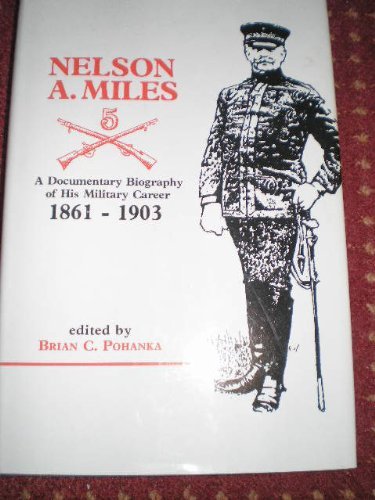 NELSON
A. MILES
5
A Documentary Biography
of His Military Career
1861 - 1903
edited by
BRIAN C. POHANKA